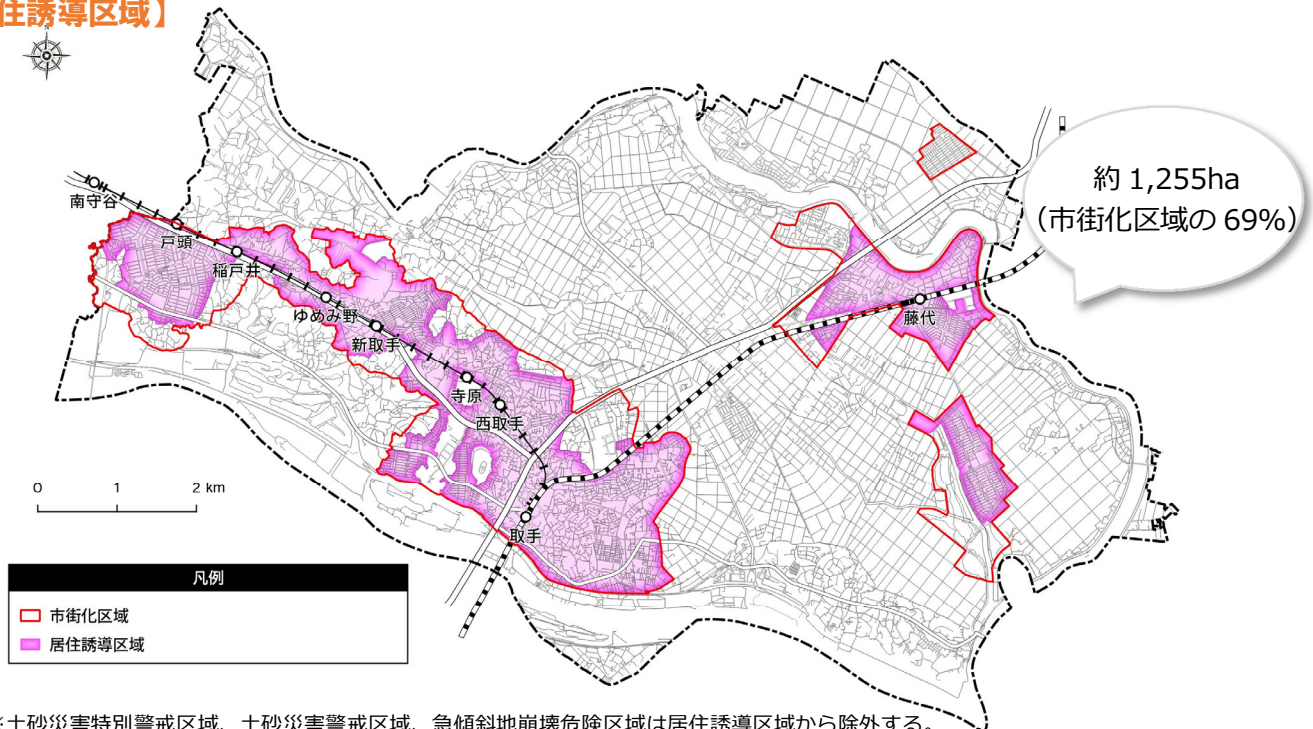 住誘導区域】
N
約 1,255ha
（市街化区域の 69%）
南守谷
戸頭
稲戸井
ゆめみ野
新取手
寺原
西取手
取手
藤代
0 1 2 km
凡例
市街化区域
居住誘導区域
※土砂災害特別警戒区域、土砂災害警戒区域、急傾斜地崩壊危険区域は居住誘導区域から除外する。